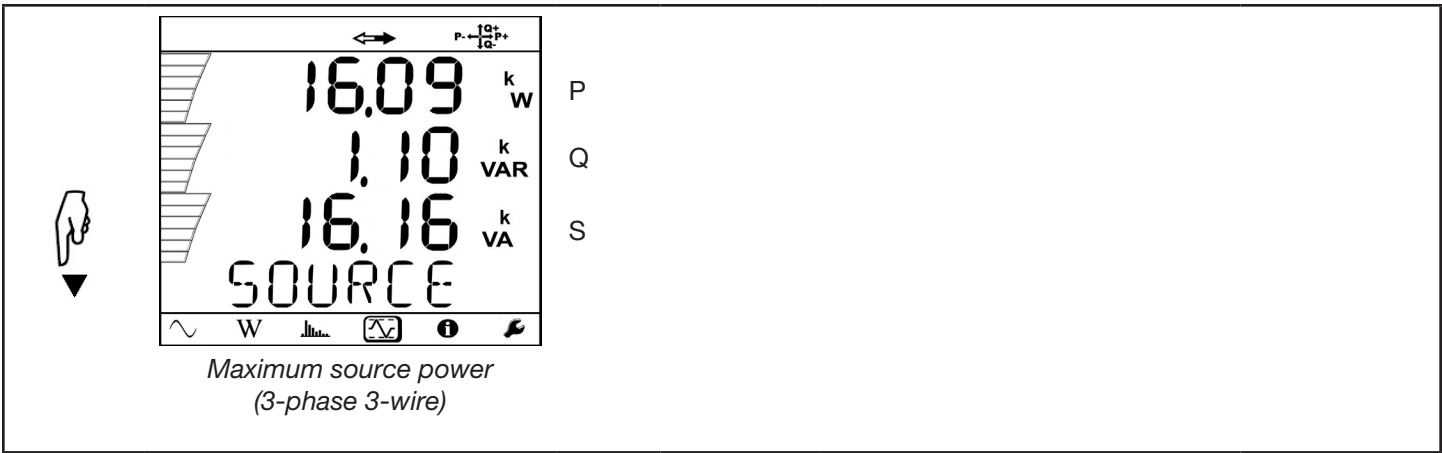 P- Q+ P+
Q-
16.09 k W P
1.10 k VAR Q
16.16 k VA S
SOURCE
W
Maximum source power
(3-phase 3-wire)